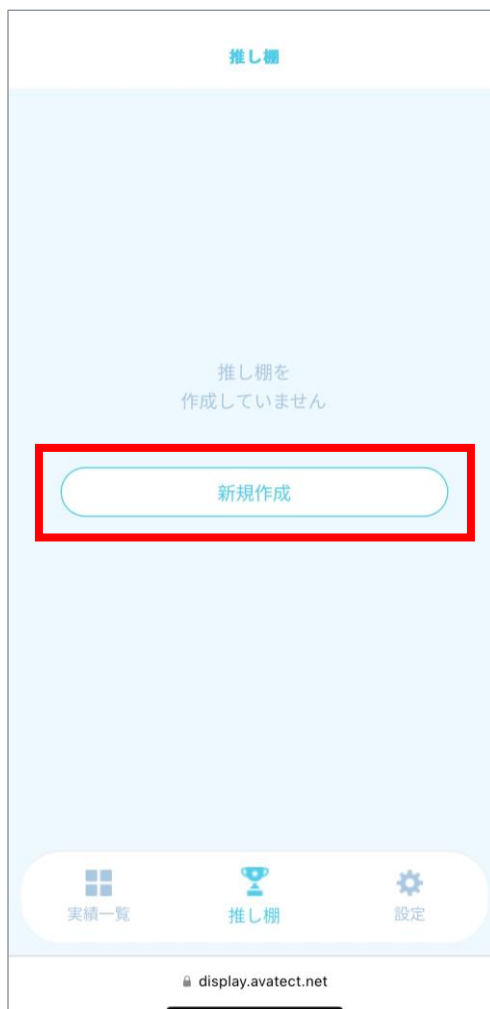 推し棚
推し棚を
作成していません
新規作成
実績一覧
推し棚
設定
display.avatect.net